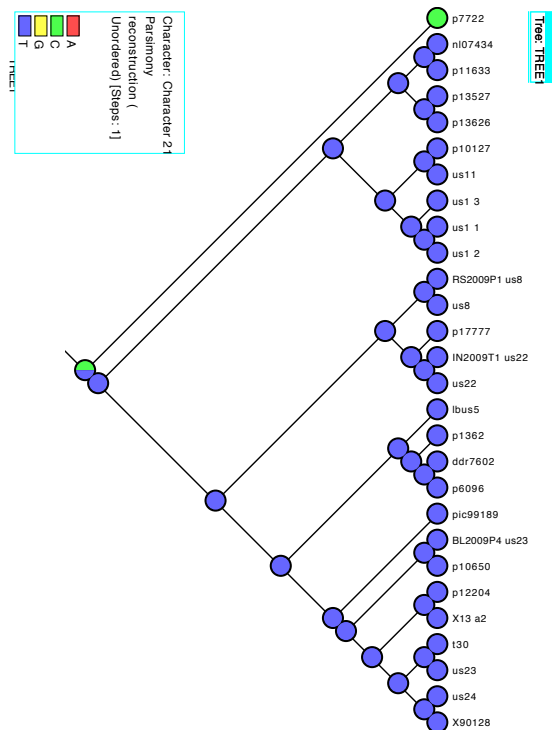 Tree: TREE1
Character: Character 21
Parsimony
reconstruction (
Unordered) [Steps: 1]
A
C
G
T
p7722
nl07434
p11633
p13527
p13626
p10127
us11
us1 3
us1 1
us1 2
RS2009P1 us8
us8
p17777
IN2009T1 us22
us22
lbus5
p1362
ddr7602
p6096
pic99189
BL2009P4 us23
p10650
p12204
X13 a2
t30
us23
us24
X90128